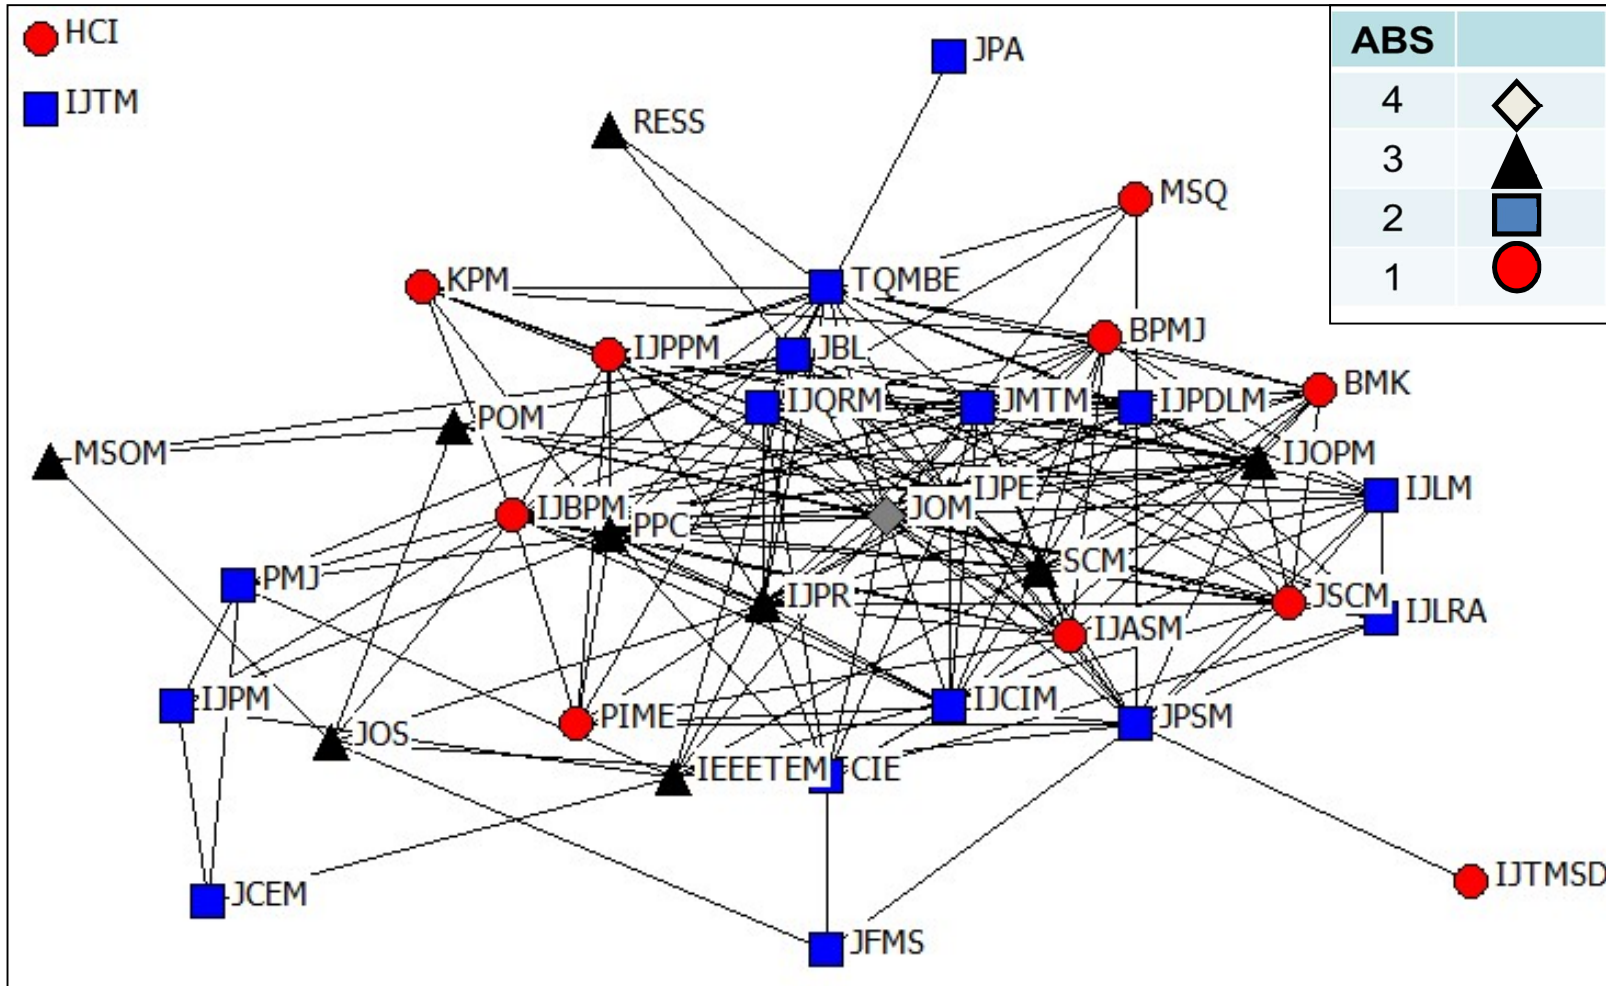 HCI
JPA
ABS
IJTM
4
RESS
3
MSQ
2
KPM
TQMBE
1
BPMJ
IJPPM
JBL
BMK
POM
IJQRM
JMTM
IJPDLM
MSOM
IJOPM
IJPE
IJLM
IJBPM
JOM
PPC
SCM
PMJ
IJPR
JSCM
IJLRA
IJASM
IJPM
PIME
IJCIM
JPSM
JOS
IEEETEM
CIE
JCEM
IJTMSD
JFMS